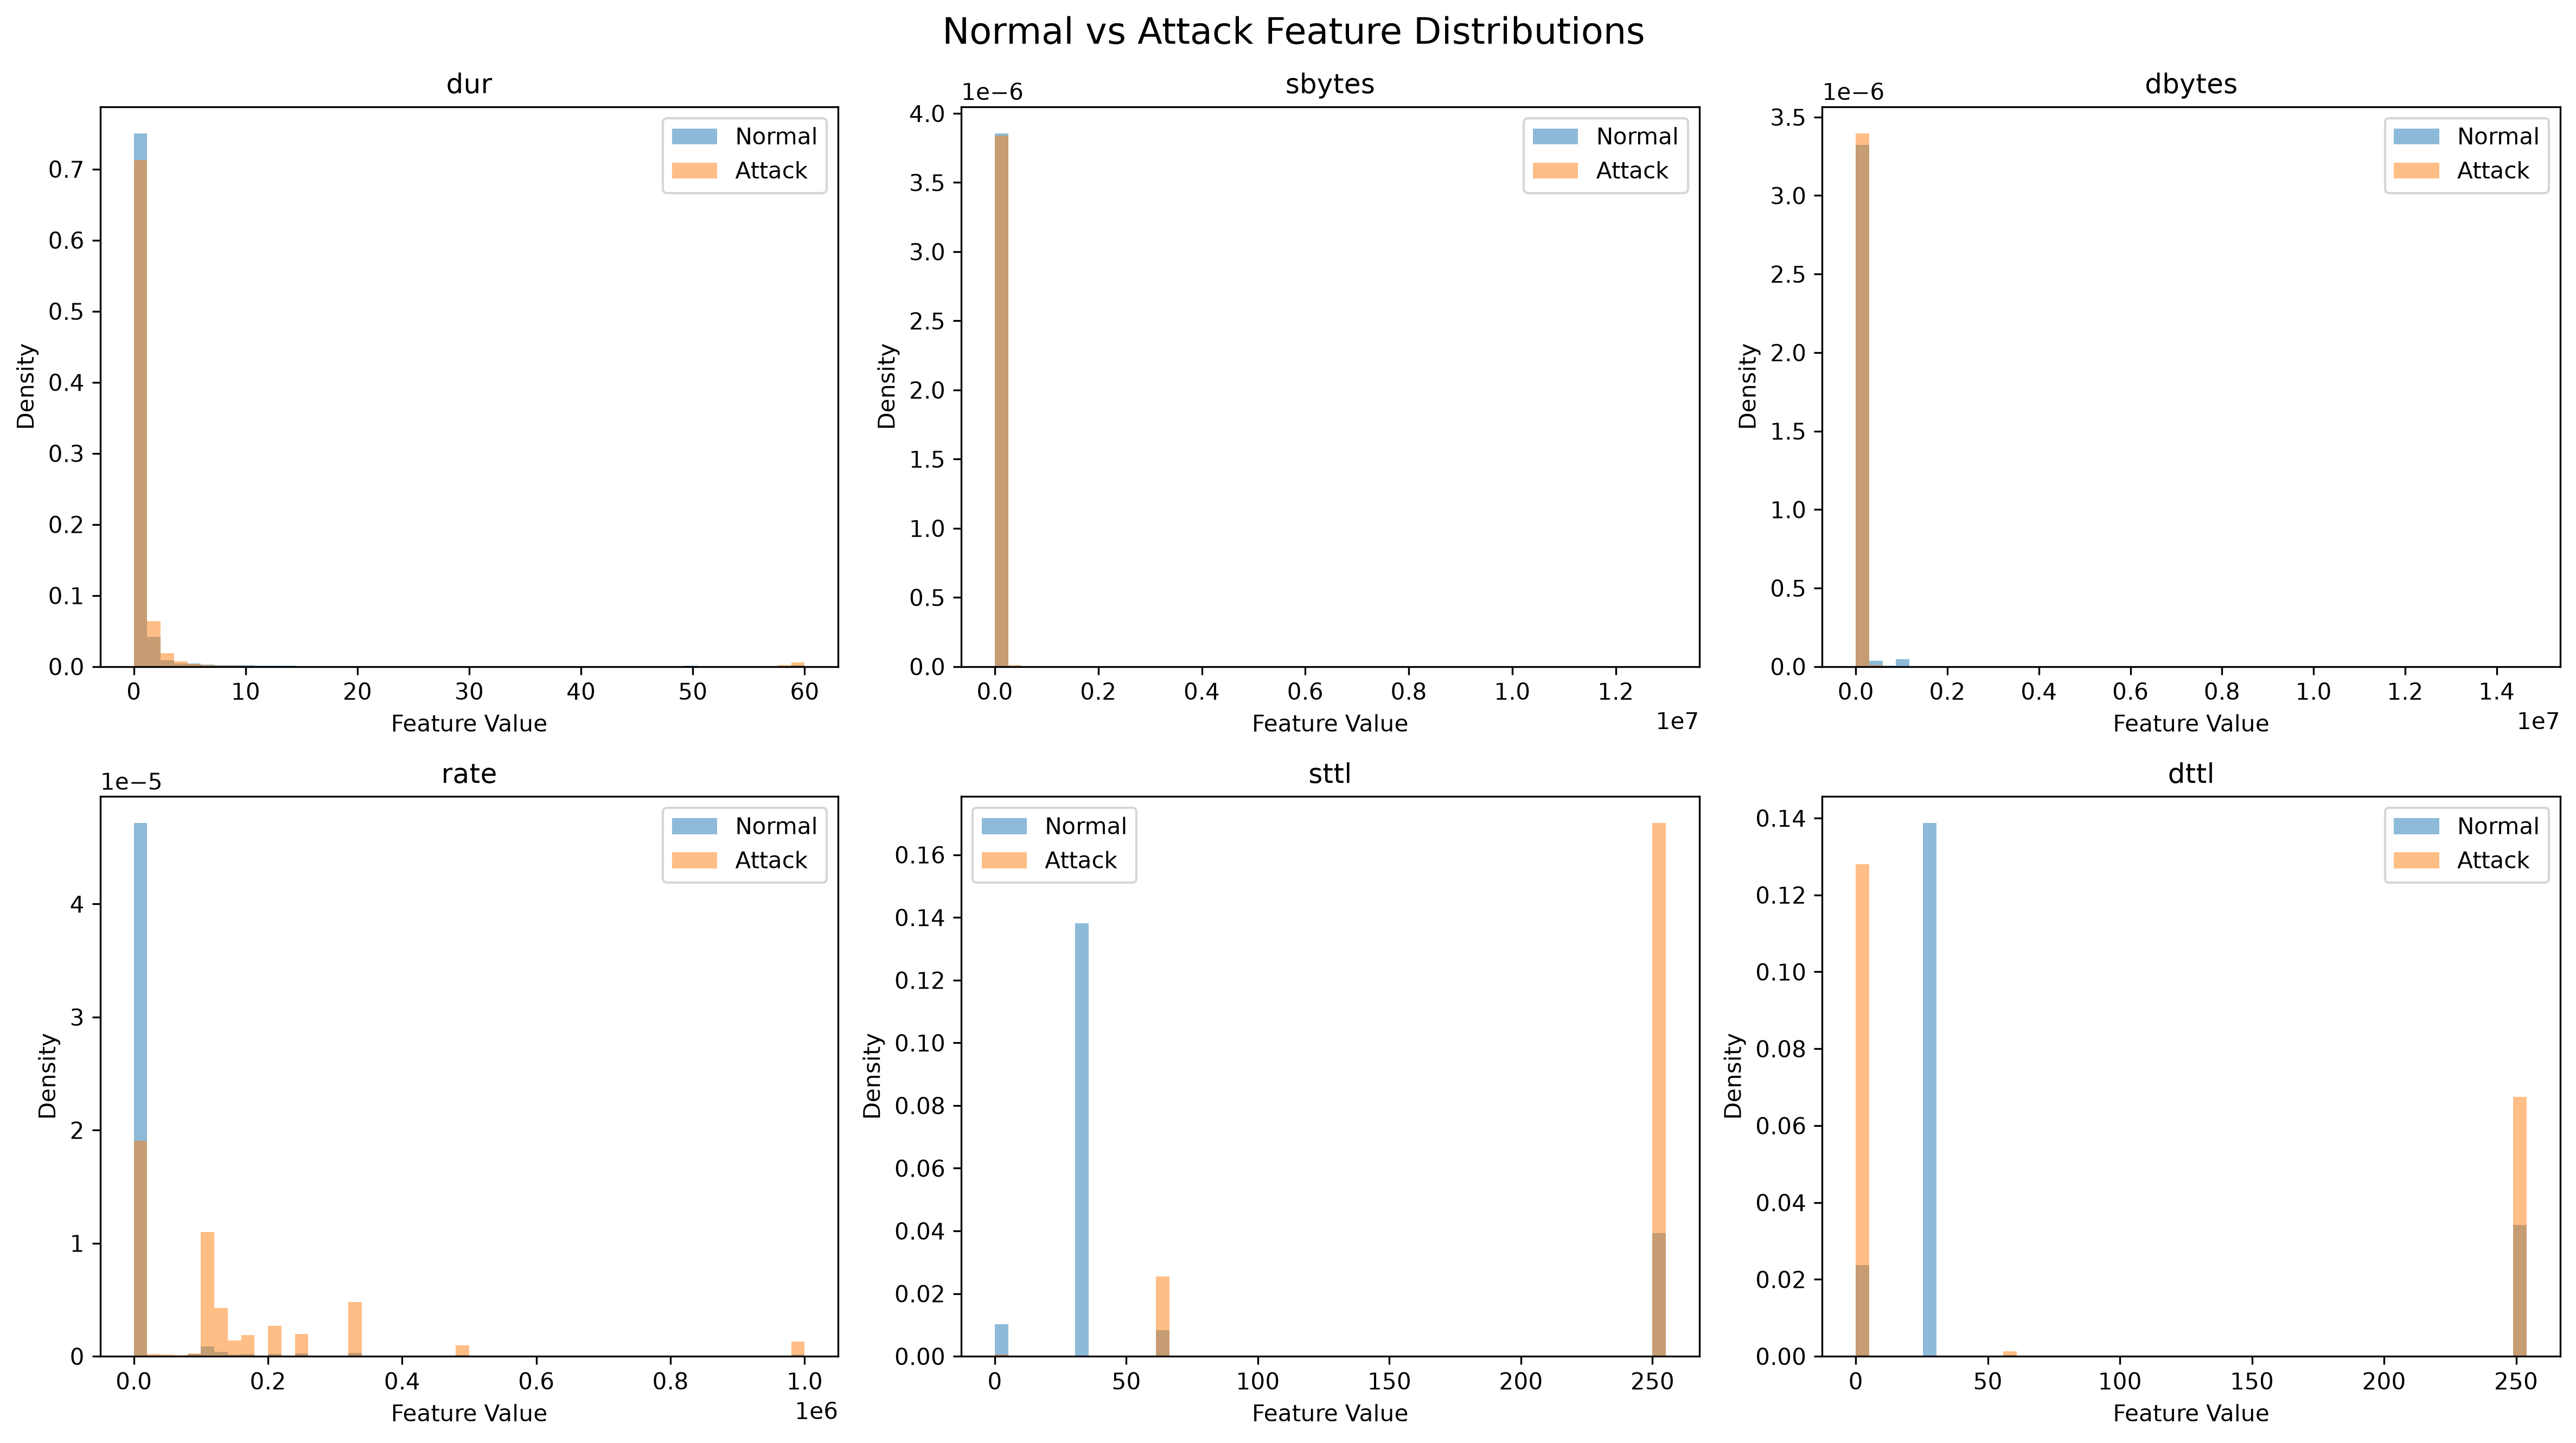 Normal vs Attack Feature Distributions
dur
Normal
Attack
0.7
0.6
0.5
0.4
0.3
0.2
0.1
0.0
Density
0 10 20 30 40 50 60
Feature Value
sbytes
1e−6
Normal
Attack
4.0
3.5
3.0
2.5
2.0
1.5
1.0
0.5
0.0
Density
0.0 0.2 0.4 0.6 0.8 1.0 1.2
1e7
Feature Value
dbytes
1e−6
Normal
Attack
3.5
3.0
2.5
2.0
1.5
1.0
0.5
0.0
Density
0.0 0.2 0.4 0.6 0.8 1.0 1.2 1.4
1e7
Feature Value
rate
1e−5
Normal
Attack
4
3
2
1
0
Density
0.0 0.2 0.4 0.6 0.8 1.0
1e6
Feature Value
sttl
Normal
Attack
0.16
0.14
0.12
0.10
0.08
0.06
0.04
0.02
0.00
Density
0 50 100 150 200 250
Feature Value
dttl
Normal
Attack
0.14
0.12
0.10
0.08
0.06
0.04
0.02
0.00
Density
0 50 100 150 200 250
Feature Value